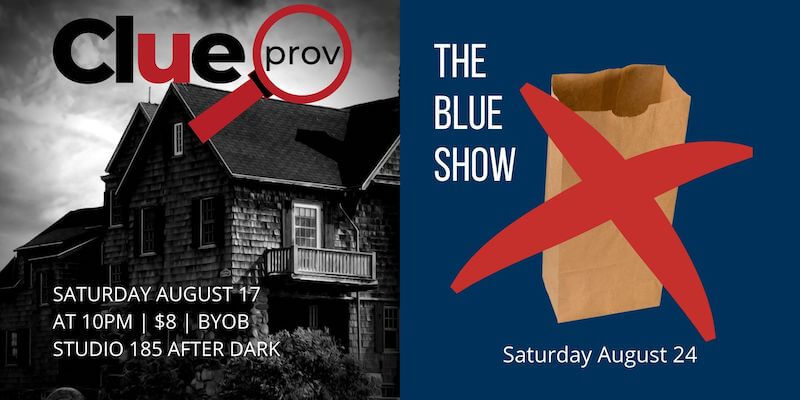 Clue prov
SATURDAY AUGUST 17
AT 10PM | $8 | BYOB
STUDIO 185 AFTER DARK
THE
BLUE
SHOW
Saturday August 24